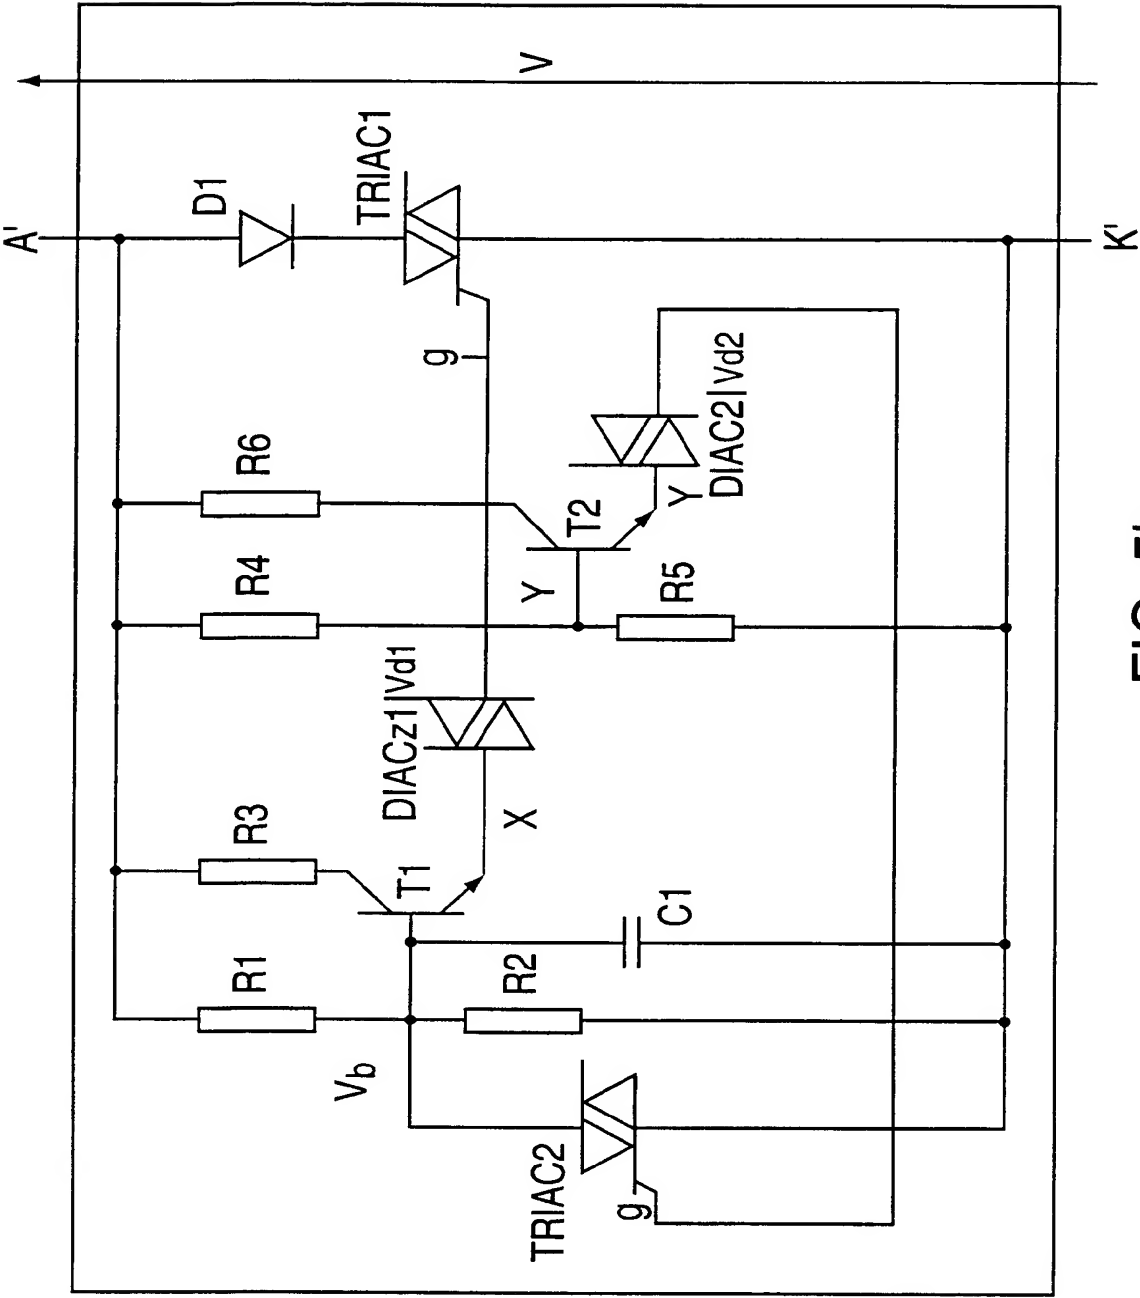 A'
V
D1
TRIAC1
g
R6
R4
R3
R1
T2
Y
Y
DIAC2 Vd2
R5
DIACz1 Vd1
X
T1
C1
R2
Vb
TRIAC2
g
K'